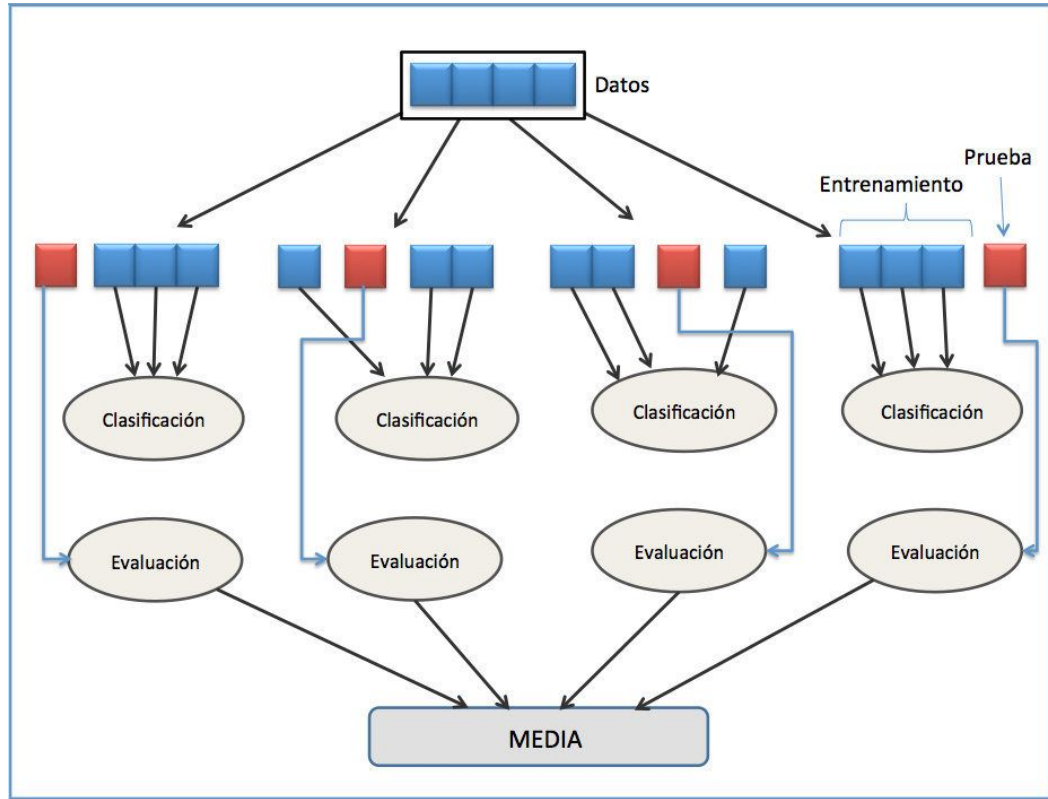 Datos
Prueba
Entrenamiento
Clasificación
Clasificación
Clasificación
Clasificación
Evaluación
Evaluación
Evaluación
Evaluación
MEDIA